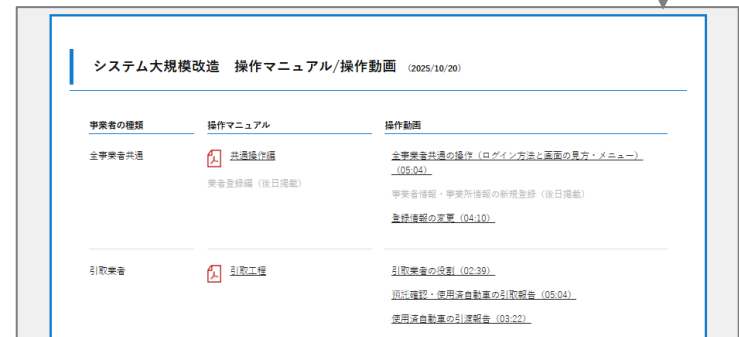 システム大規模改造 操作マニュアル/操作動画 （2025/10/20）
事業者の種類 操作マニュアル 操作動画
全事業者共通 共通操作編 全事業者共通の操作（ログイン方法と画面の見方・メニュー）
（05:04）
業者登録編（後日掲載）
事業者情報・事業所情報の新規登録（後日掲載）
登録情報の変更（04:10）
引取業者 引取工程 引取業者の役割（02:39）
預託確認・使用済自動車の引取報告（05:04）
使用済自動車の引渡報告（03:22）